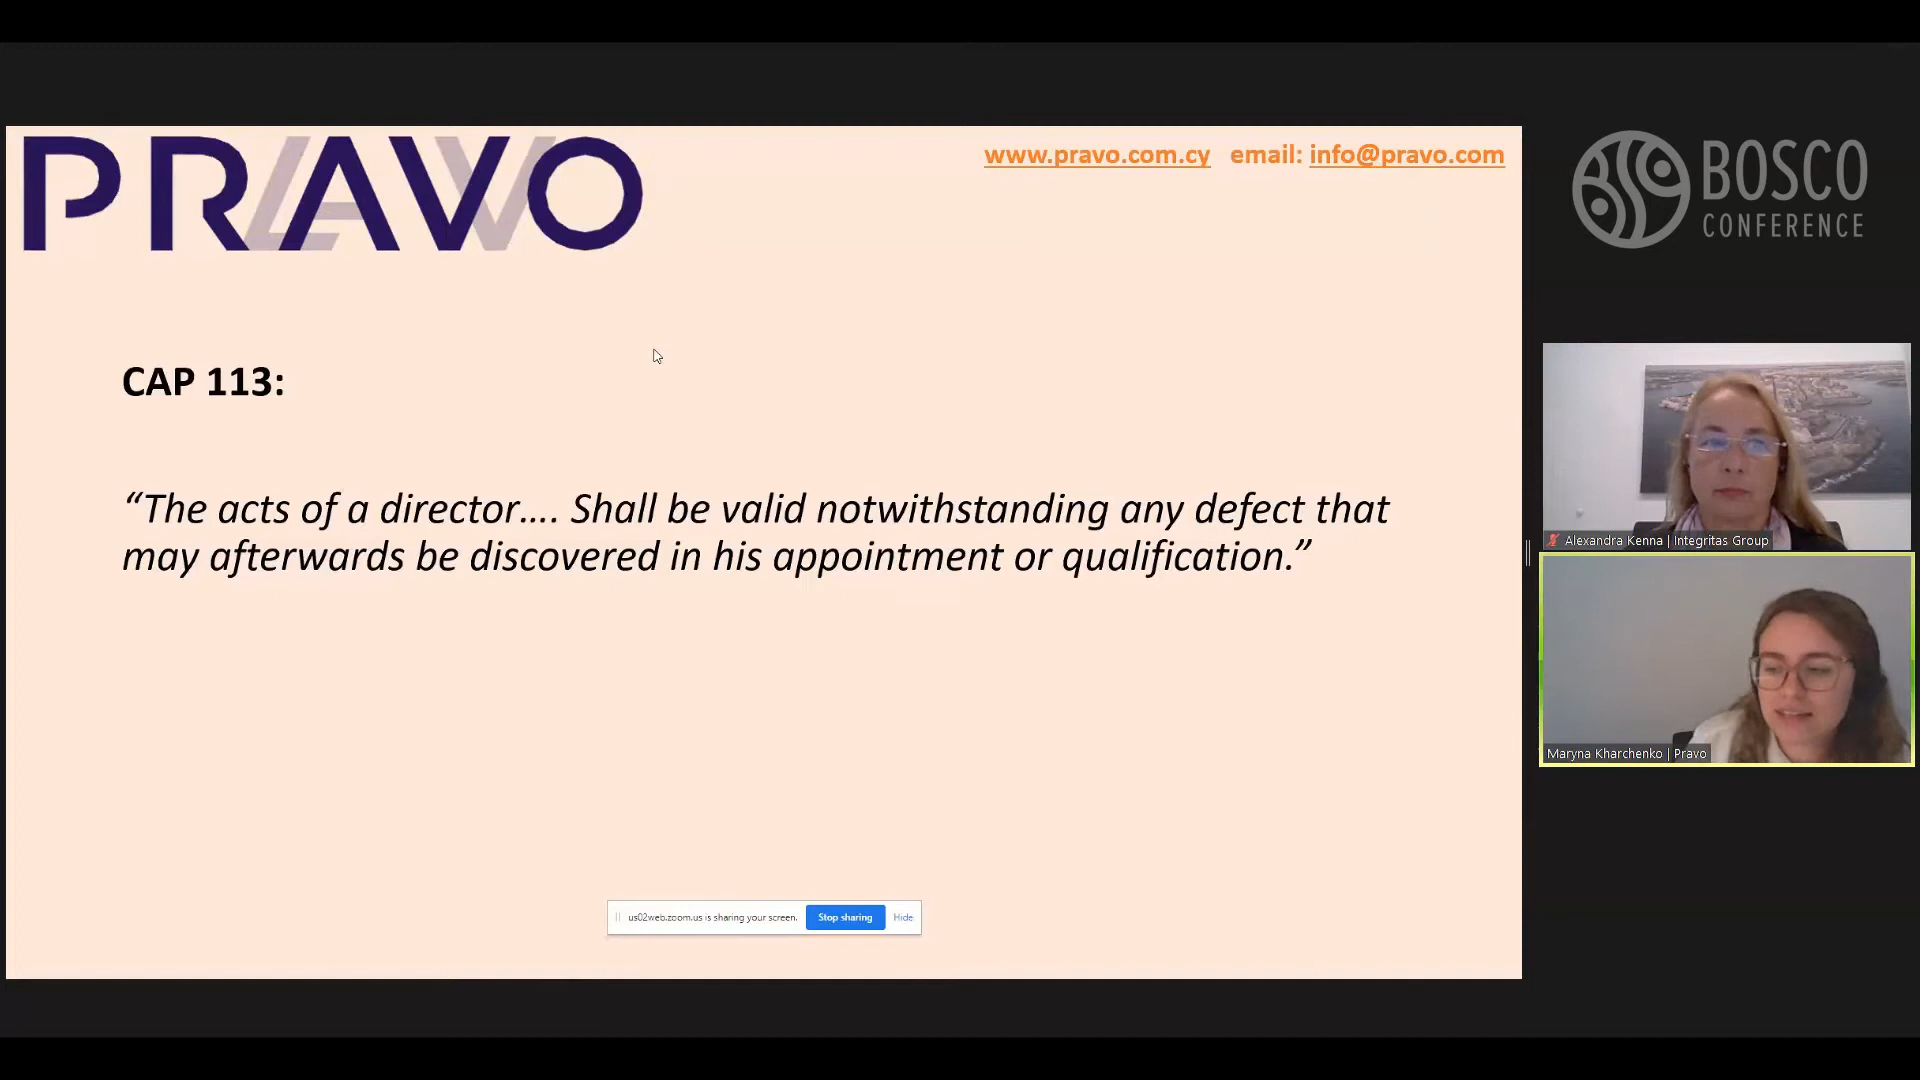 PRAVO
LAW
www.pravo.com.cy email: info@pravo.com
BOSCO
CONFERENCE
CAP 113:
“The acts of a director…. Shall be valid notwithstanding any defect that
may afterwards be discovered in his appointment or qualification.”
Alexandra Kenna | Integritas Group
Maryna Kharchenko | Pravo
us02web.zoom.us is sharing your screen. Stop sharing Hide